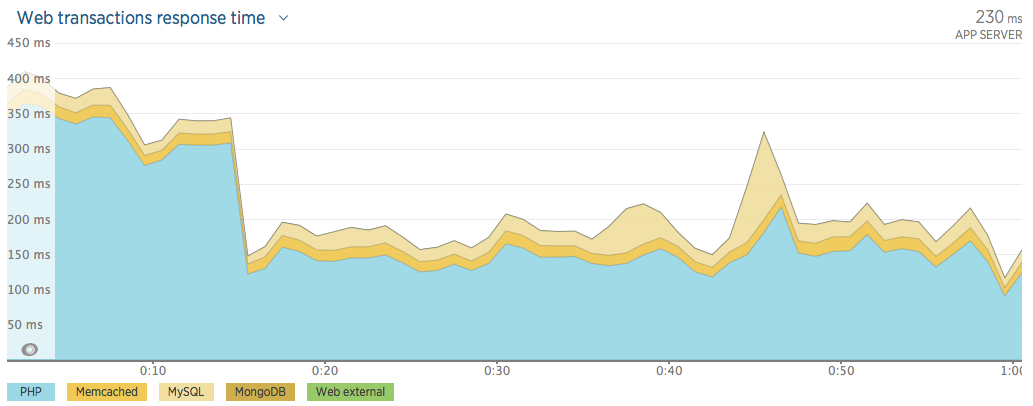 Web transactions response time
230 ms
APP SERVER
450 ms
400 ms
350 ms
300 ms
250 ms
200 ms
150 ms
100 ms
50 ms
0:10 0:20 0:30 0:40 0:50 1:00
PHP Memcached MySQL MongoDB Web external